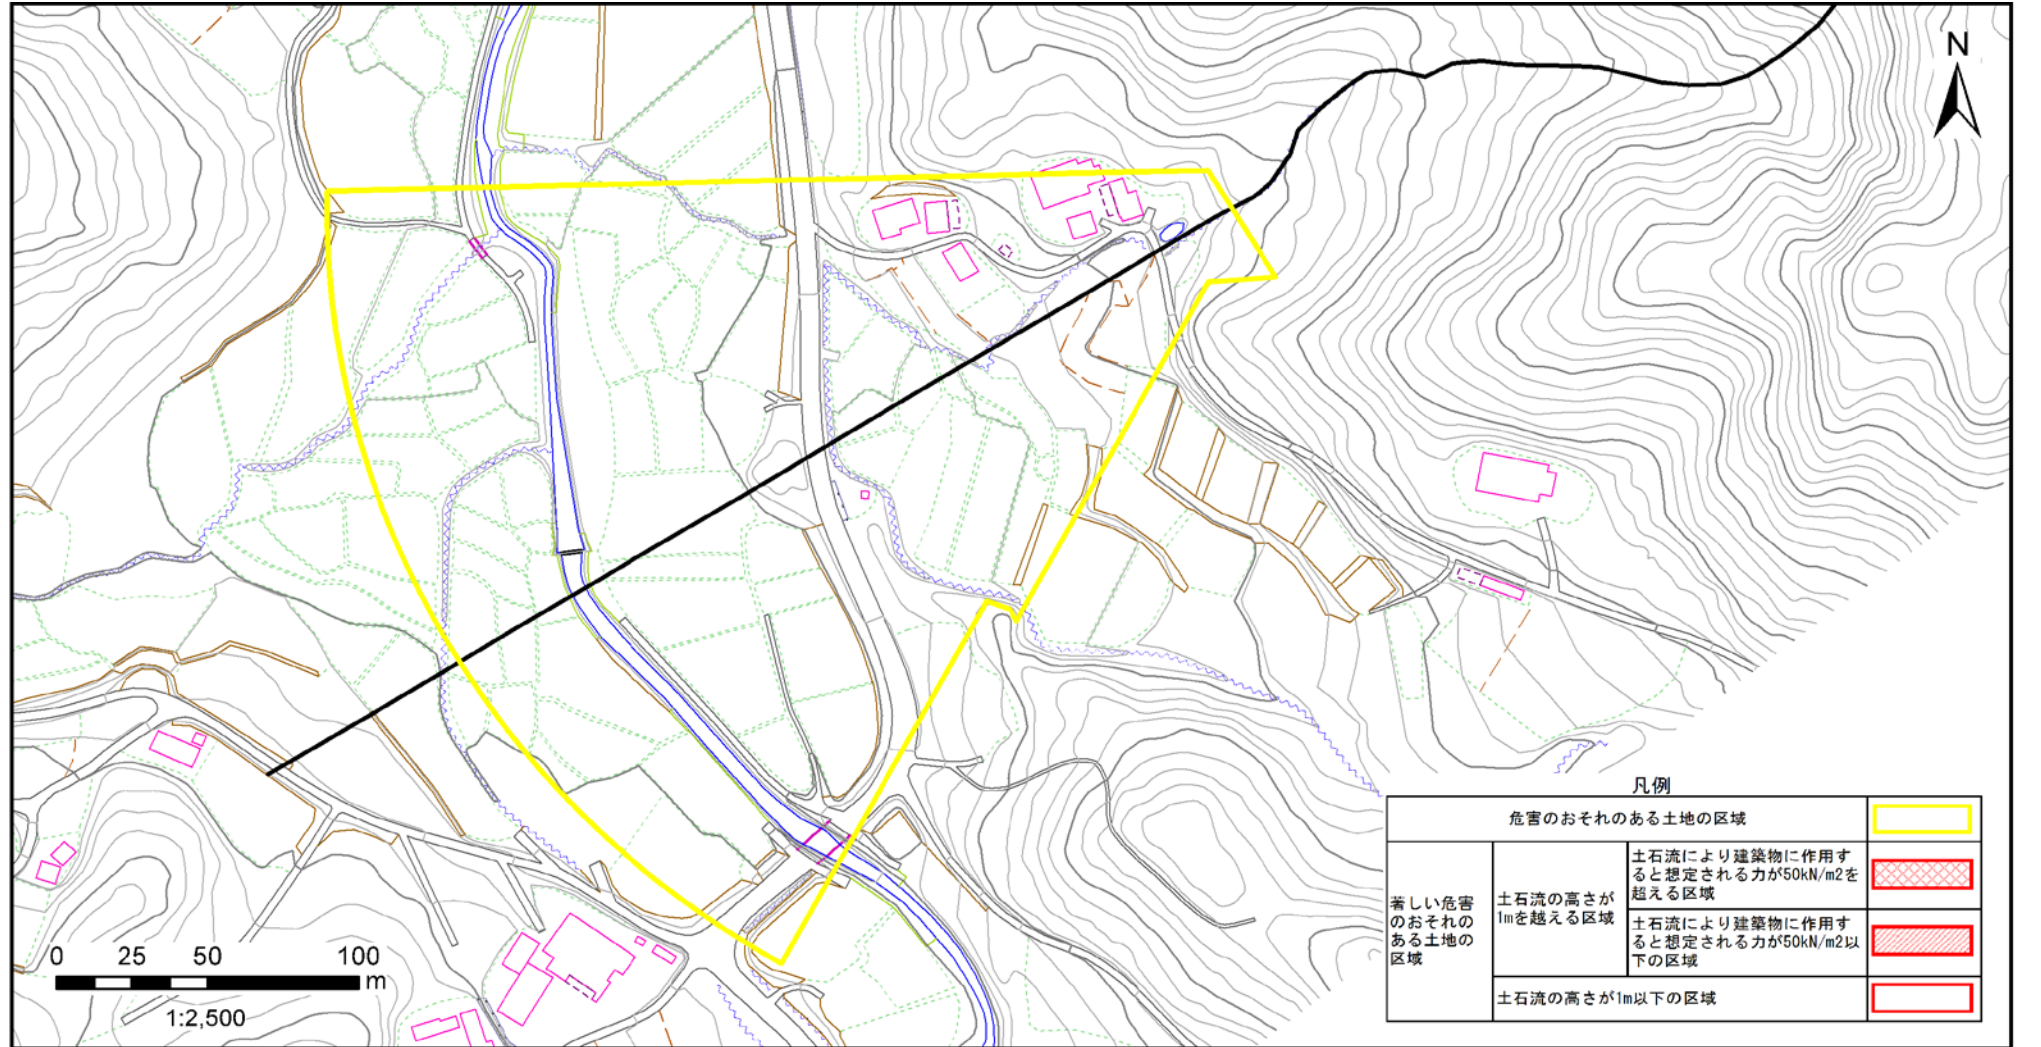 N
凡例
危害のおそれのある土地の区域
著しい危害
のおそれの
ある土地の
区域
土石流の高さが
1mを越える区域
土石流により建築物に作用す
ると想定される力が50kN/m2を
超える区域
土石流により建築物に作用す
ると想定される力が50kN/m2以
下の区域
土石流の高さが1m以下の区域
0 25 50 100
m
1:2,500